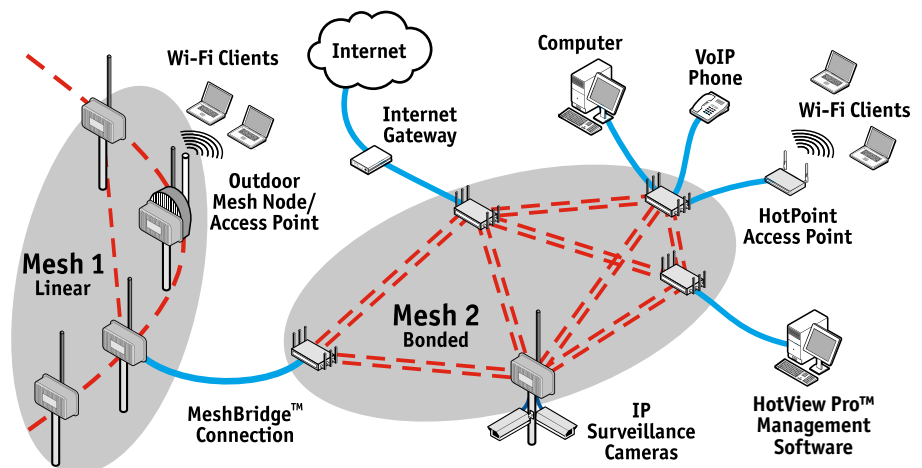 Wi-Fi Clients
Internet
Computer
VoIP
Phone
Internet
Gateway
Wi-Fi Clients
Outdoor
Mesh Node/
Access Point
HotPoint
Access Point
Mesh 1
Linear
Mesh 2
Bonded
MeshBridge™
Connection
IP
Surveillance
Cameras
HotView Pro™
Management
Software